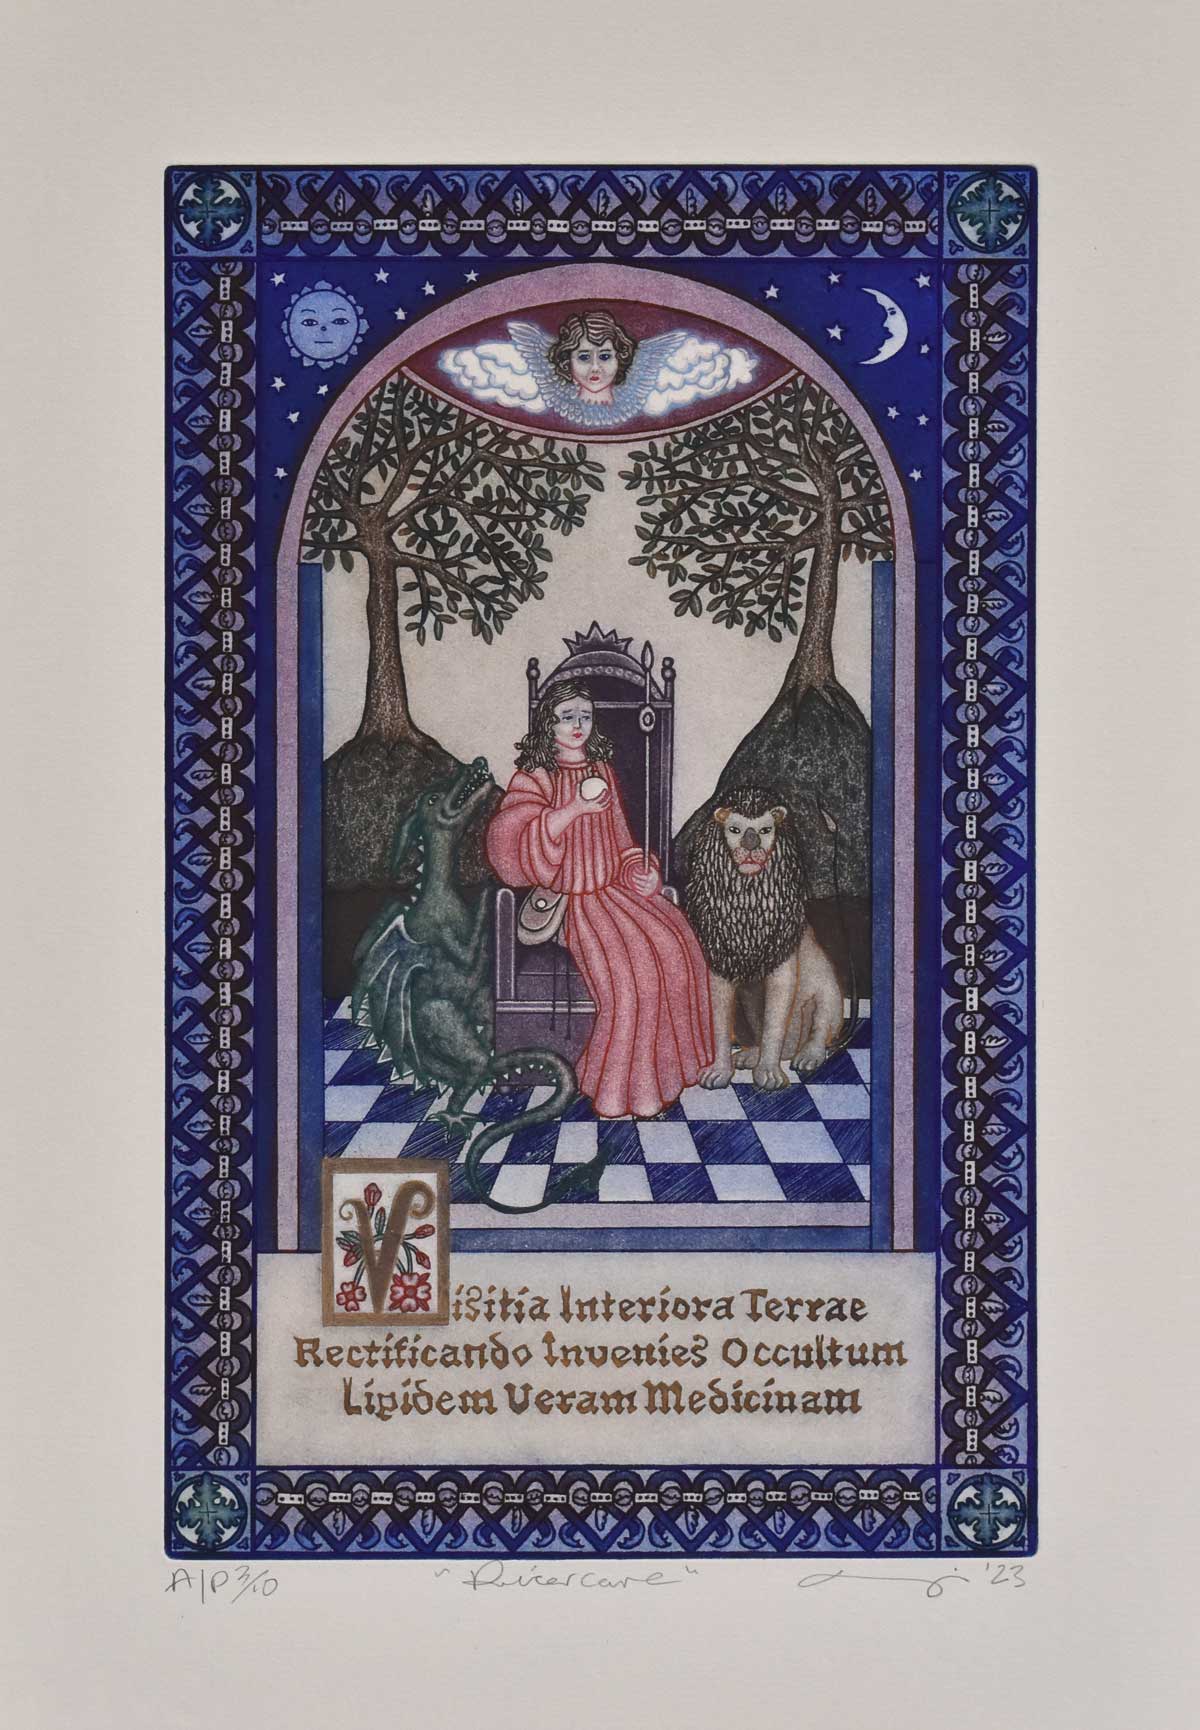 Visitia Interiora Terrae
Rectificando Invenies Occultum
Lipidem Veram Medicinam
A/P 3/10 "Ricercare" '23